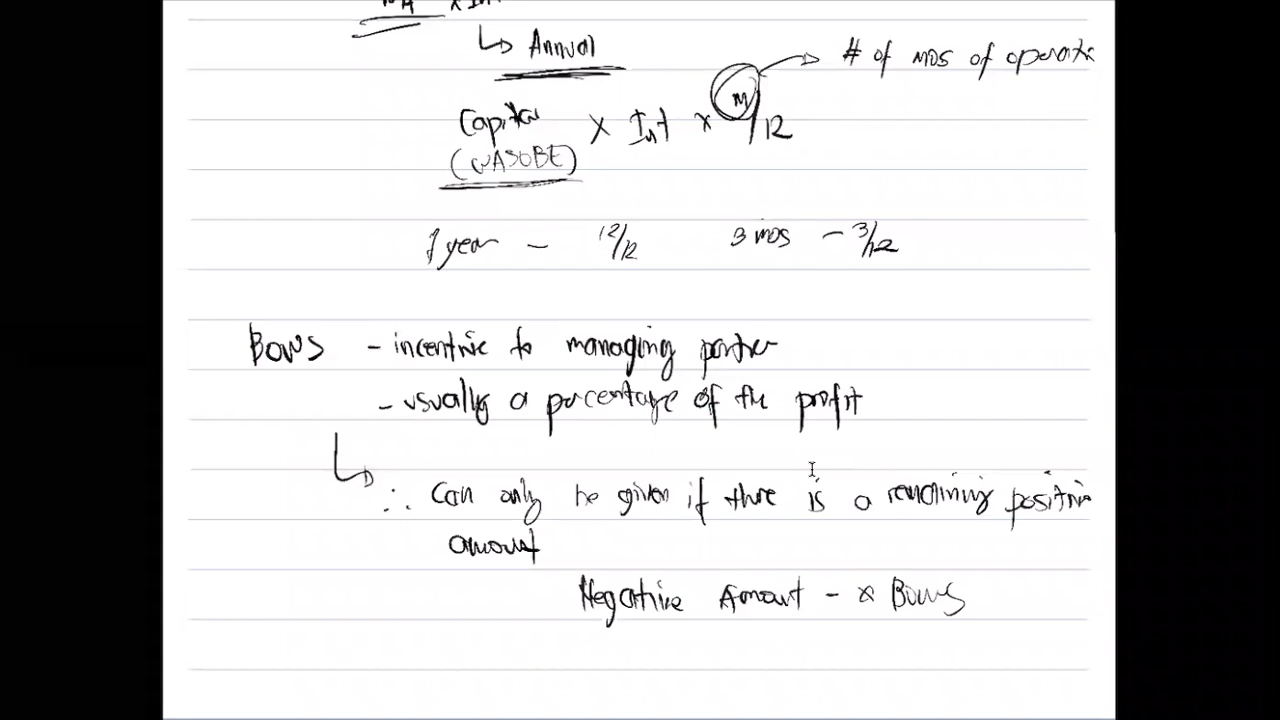 x Int
↳ Annual
# of mos of operati
Capital x Int x M/12
(WASOBE)
1 year - 12/12 3 mos - 3/12
Bonus - incentive to managing partner
- usually a percentage of the profit
↳ ∴ Can only be given if there is a remaining positive
amount
Negative Amount - x Bonus